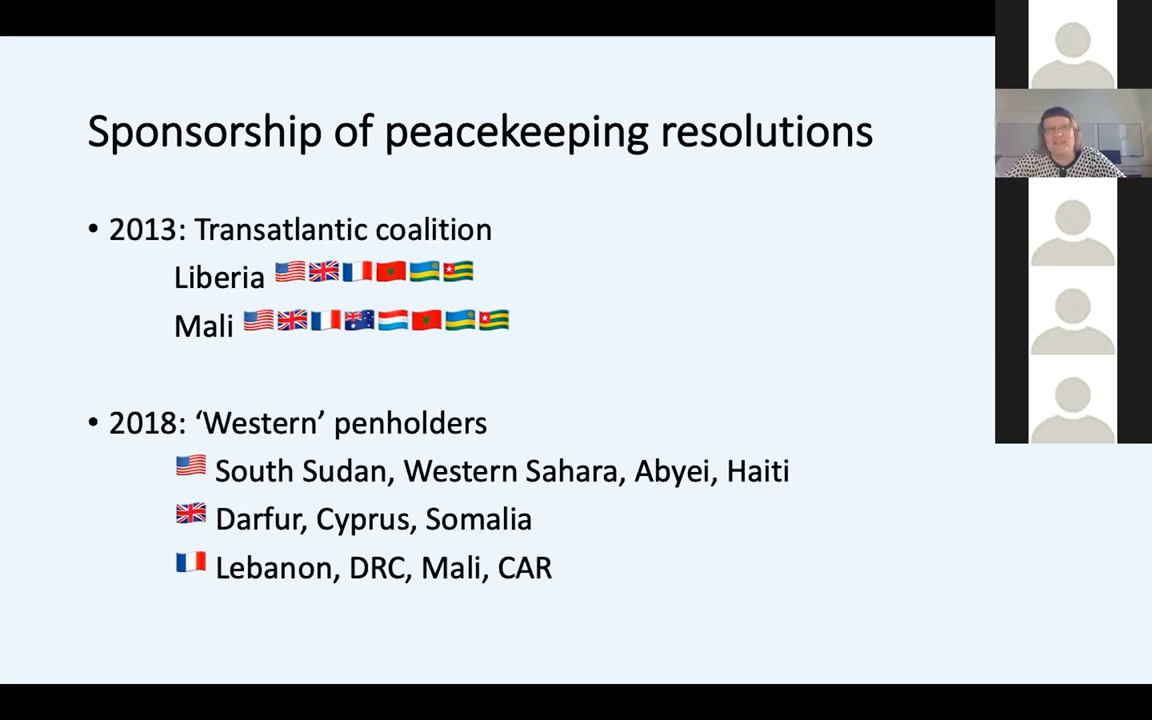 Sponsorship of peacekeeping resolutions
• 2013: Transatlantic coalition
Liberia 🇺🇸🇬🇧🇫🇷🇲🇦🇷🇼🇹🇬
Mali 🇺🇸🇬🇧🇫🇷🇦🇺🇱🇺🇲🇦🇷🇼🇹🇬
• 2018: ‘Western’ penholders
🇺🇸 South Sudan, Western Sahara, Abyei, Haiti
🇬🇧 Darfur, Cyprus, Somalia
🇫🇷 Lebanon, DRC, Mali, CAR